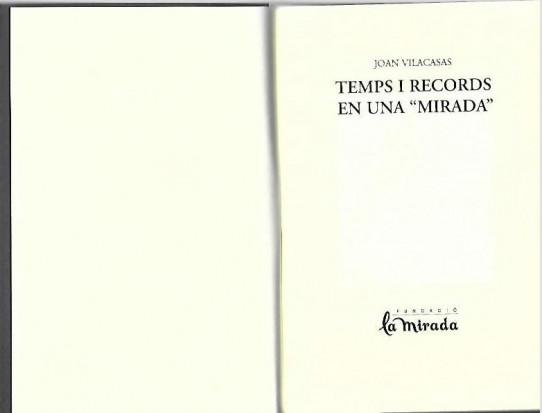 JOAN VILACASAS
TEMPS I RECORDS
EN UNA “MIRADA”
FUNDACIÓ
la mirada